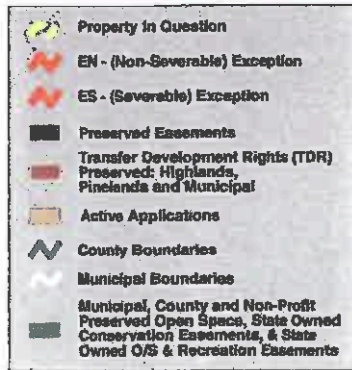 Property In Question
EN - (Non-Severable) Exception
ES - (Severable) Exception
Preserved Easements
Transfer Development Rights (TDR)
Preserved: Highlands,
Pinelands and Municipal
Active Applications
County Boundaries
Municipal Boundaries
Municipal, County and Non-Profit
Preserved Open Space, State Owned
Conservation Easements, & State
Owned O/S & Recreation Easements